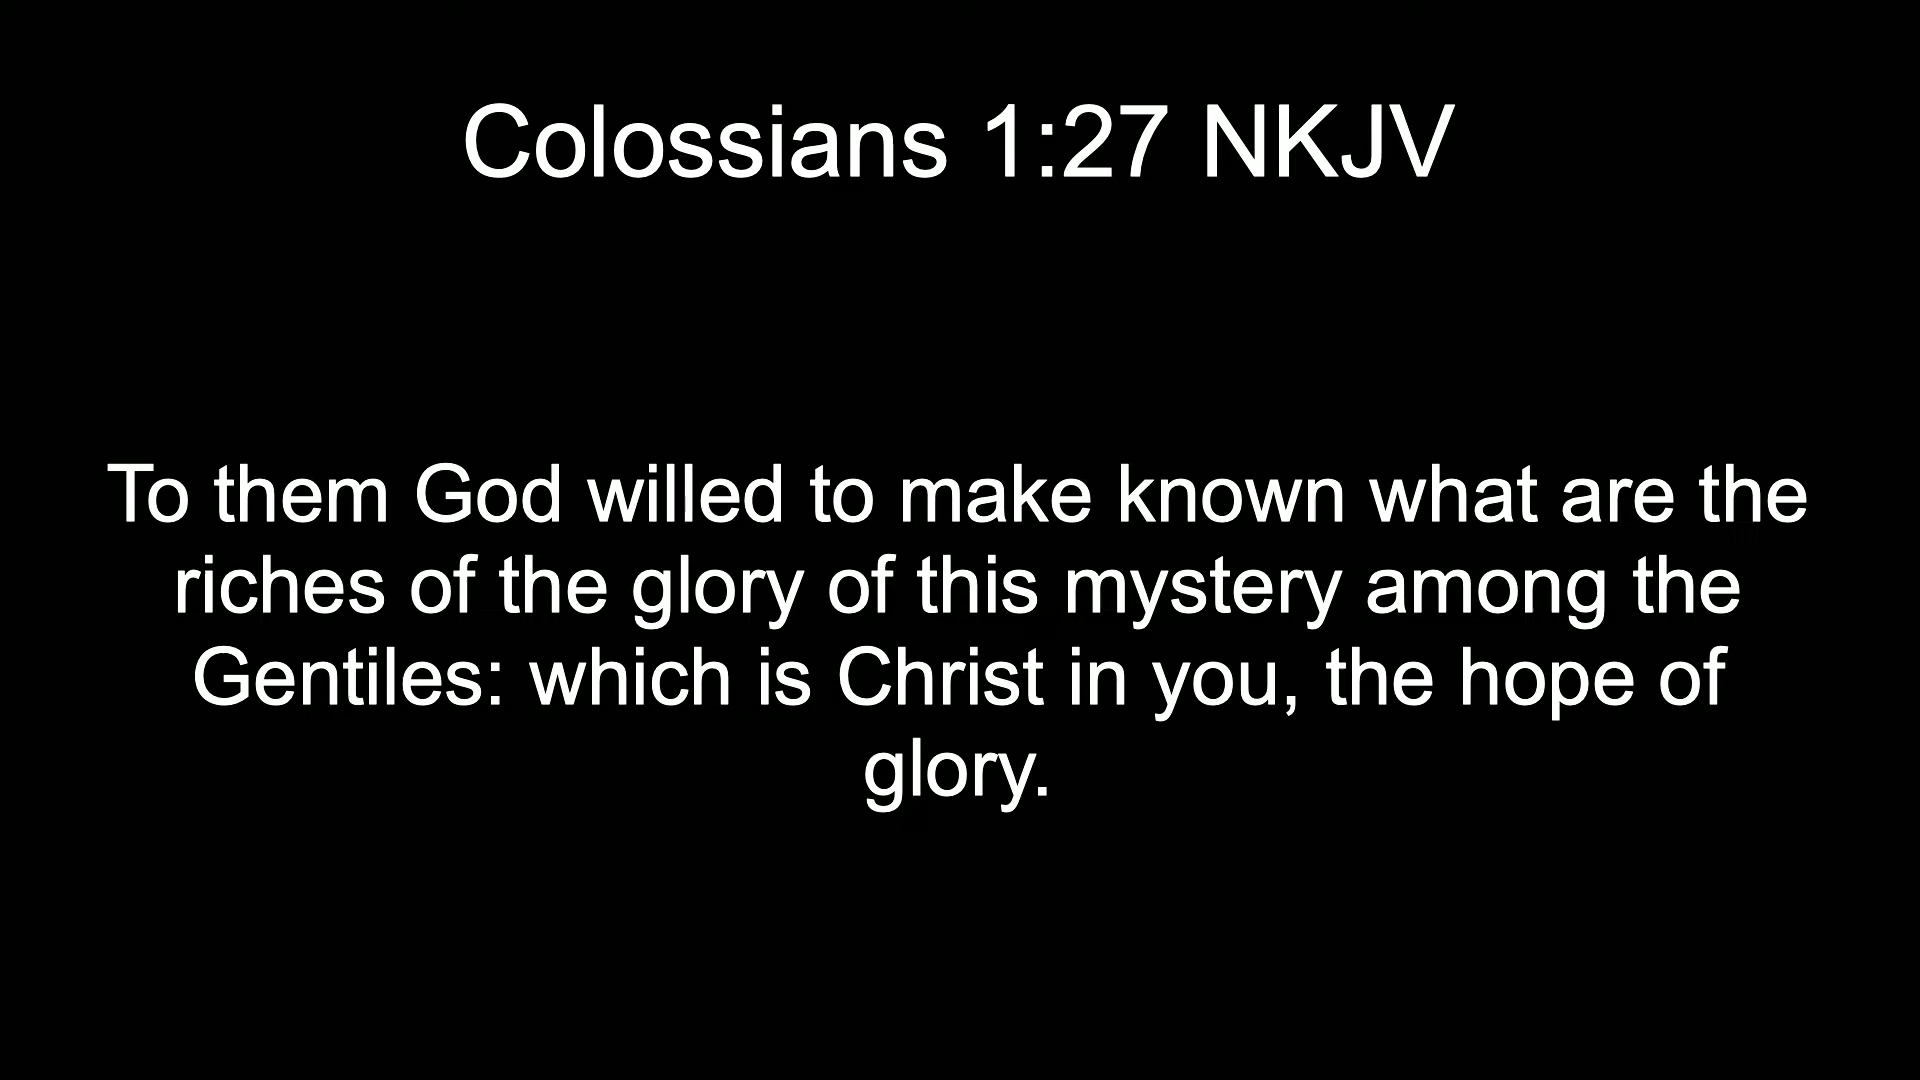 Colossians 1:27 NKJV
To them God willed to make known what are the
riches of the glory of this mystery among the
Gentiles: which is Christ in you, the hope of
glory.